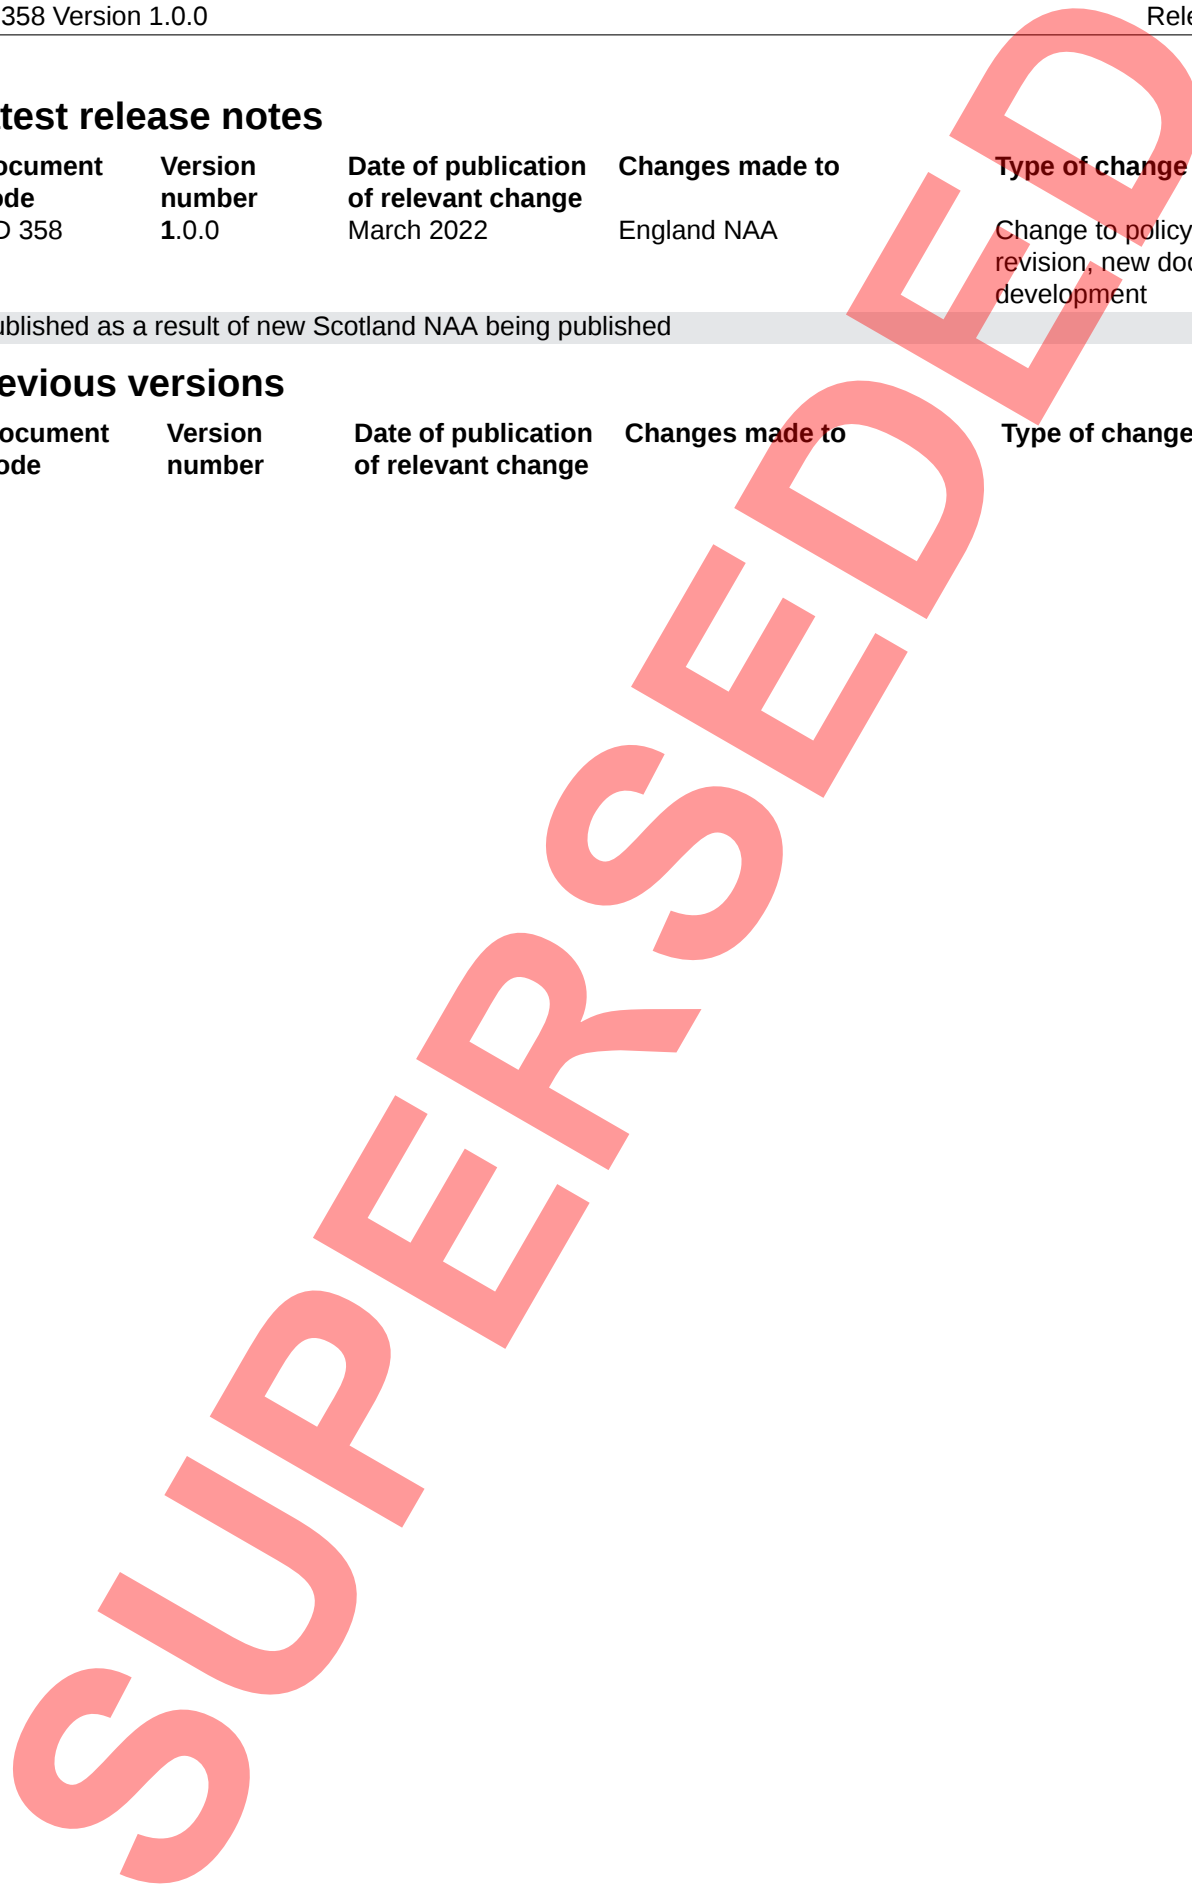 358 Version 1.0.0 Rele
test release notes
ocument Version Date of publication Changes made to Type of change
ode number of relevant change
D 358 1.0.0 March 2022 England NAA Change to policy
revision, new doc
development
ublished as a result of new Scotland NAA being published
evious versions
ocument Version Date of publication Changes made to Type of change
ode number of relevant change
SUPERSEDED